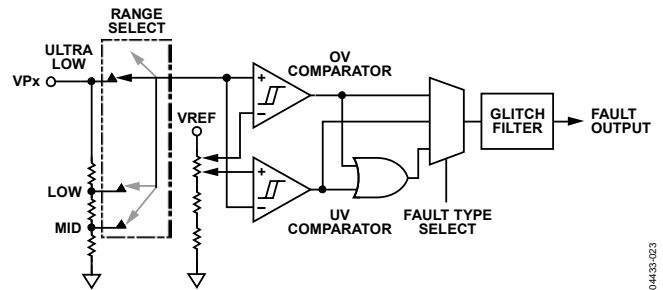 RANGE
SELECT
ULTRA
LOW
VPx
LOW
MID
VREF
OV
COMPARATOR
+
−
+
−
UV
COMPARATOR
FAULT TYPE
SELECT
GLITCH
FILTER
FAULT
OUTPUT
04433-023